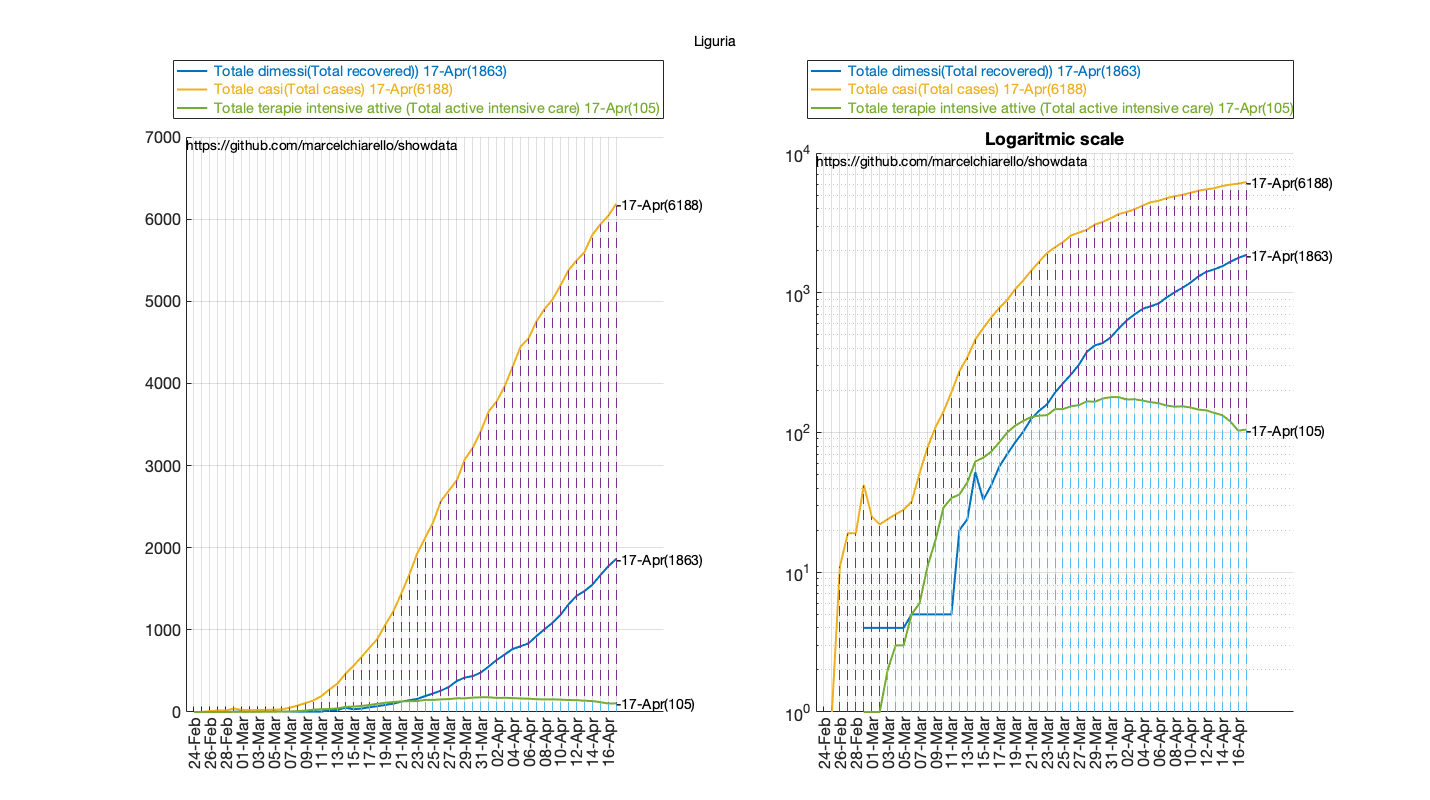 Liguria
Totale dimessi(Total recovered)) 17-Apr(1863)
Totale casi(Total cases) 17-Apr(6188)
Totale terapie intensive attive (Total active intensive care) 17-Apr(105)
7000
6000
5000
4000
3000
2000
1000
0
https://github.com/marcelchiarello/showdata
17-Apr(6188)
17-Apr(1863)
17-Apr(105)
24-Feb
26-Feb
28-Feb
01-Mar
03-Mar
05-Mar
07-Mar
09-Mar
11-Mar
13-Mar
15-Mar
17-Mar
19-Mar
21-Mar
23-Mar
25-Mar
27-Mar
29-Mar
31-Mar
02-Apr
04-Apr
06-Apr
08-Apr
10-Apr
12-Apr
14-Apr
16-Apr
Totale dimessi(Total recovered)) 17-Apr(1863)
Totale casi(Total cases) 17-Apr(6188)
Totale terapie intensive attive (Total active intensive care) 17-Apr(105)
Logaritmic scale
10^4
10^3
10^2
10^1
10^0
https://github.com/marcelchiarello/showdata
17-Apr(6188)
17-Apr(1863)
17-Apr(105)
24-Feb
26-Feb
28-Feb
01-Mar
03-Mar
05-Mar
07-Mar
09-Mar
11-Mar
13-Mar
15-Mar
17-Mar
19-Mar
21-Mar
23-Mar
25-Mar
27-Mar
29-Mar
31-Mar
02-Apr
04-Apr
06-Apr
08-Apr
10-Apr
12-Apr
14-Apr
16-Apr